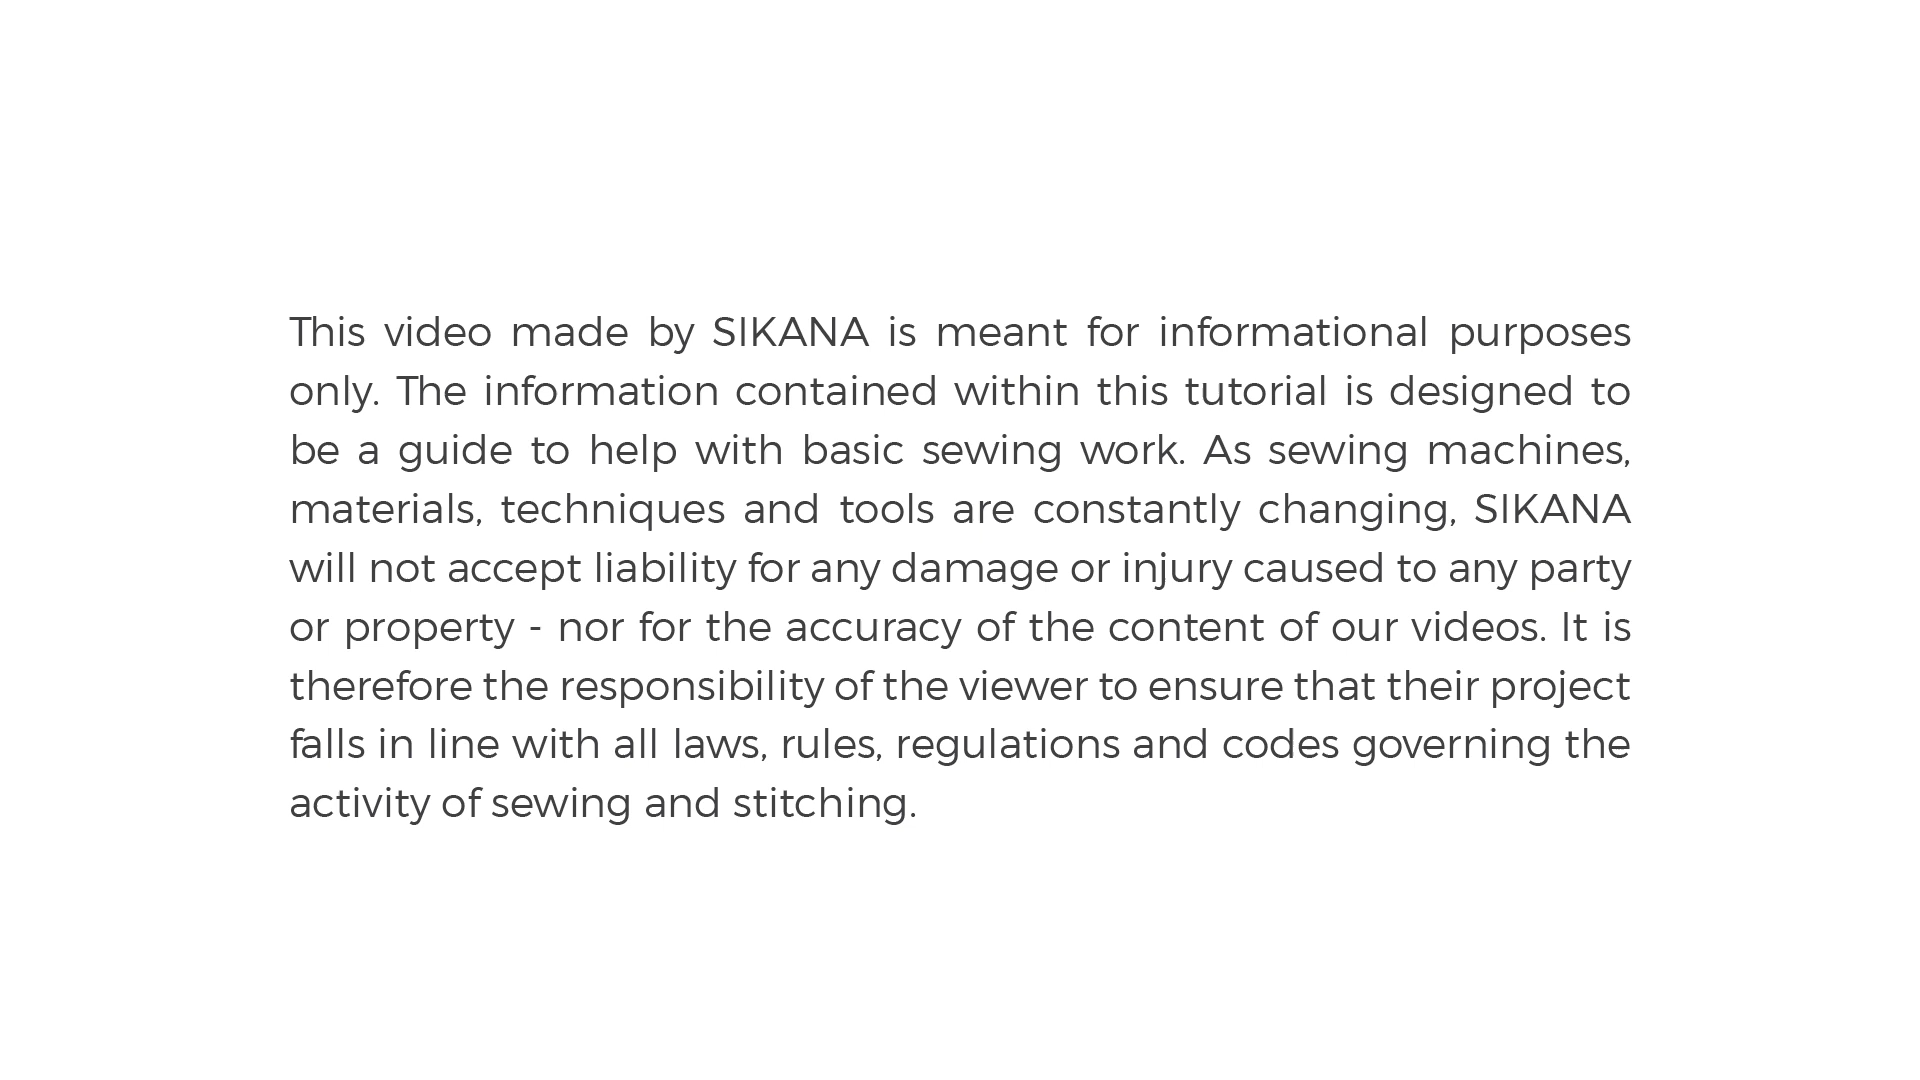 This video made by SIKANA is meant for informational purposes
only. The information contained within this tutorial is designed to
be a guide to help with basic sewing work. As sewing machines,
materials, techniques and tools are constantly changing, SIKANA
will not accept liability for any damage or injury caused to any party
or property - nor for the accuracy of the content of our videos. It is
therefore the responsibility of the viewer to ensure that their project
falls in line with all laws, rules, regulations and codes governing the
activity of sewing and stitching.